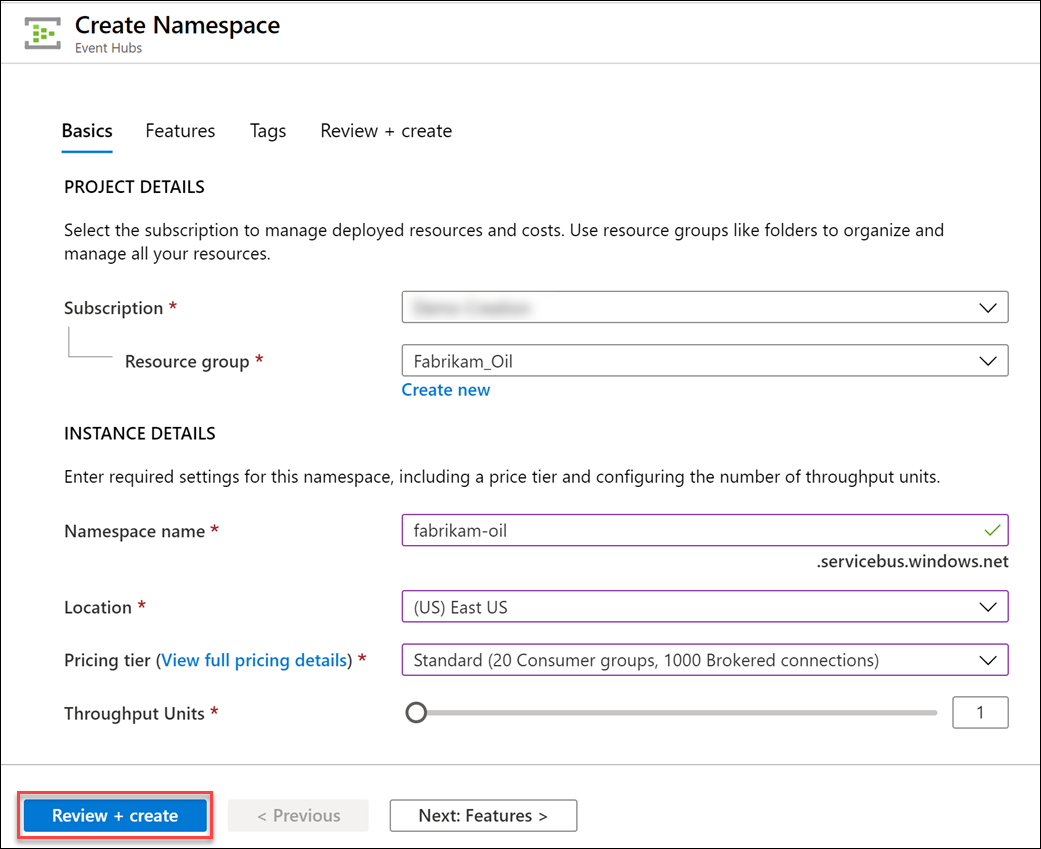 Create Namespace
Event Hubs
Basics Features Tags Review + create
PROJECT DETAILS
Select the subscription to manage deployed resources and costs. Use resource groups like folders to organize and
manage all your resources.
Subscription *
Resource group * Fabrikam_Oil
Create new
INSTANCE DETAILS
Enter required settings for this namespace, including a price tier and configuring the number of throughput units.
Namespace name * fabrikam-oil
.servicebus.windows.net
Location * (US) East US
Pricing tier (View full pricing details) * Standard (20 Consumer groups, 1000 Brokered connections)
Throughput Units * 1
Review + create < Previous Next: Features >